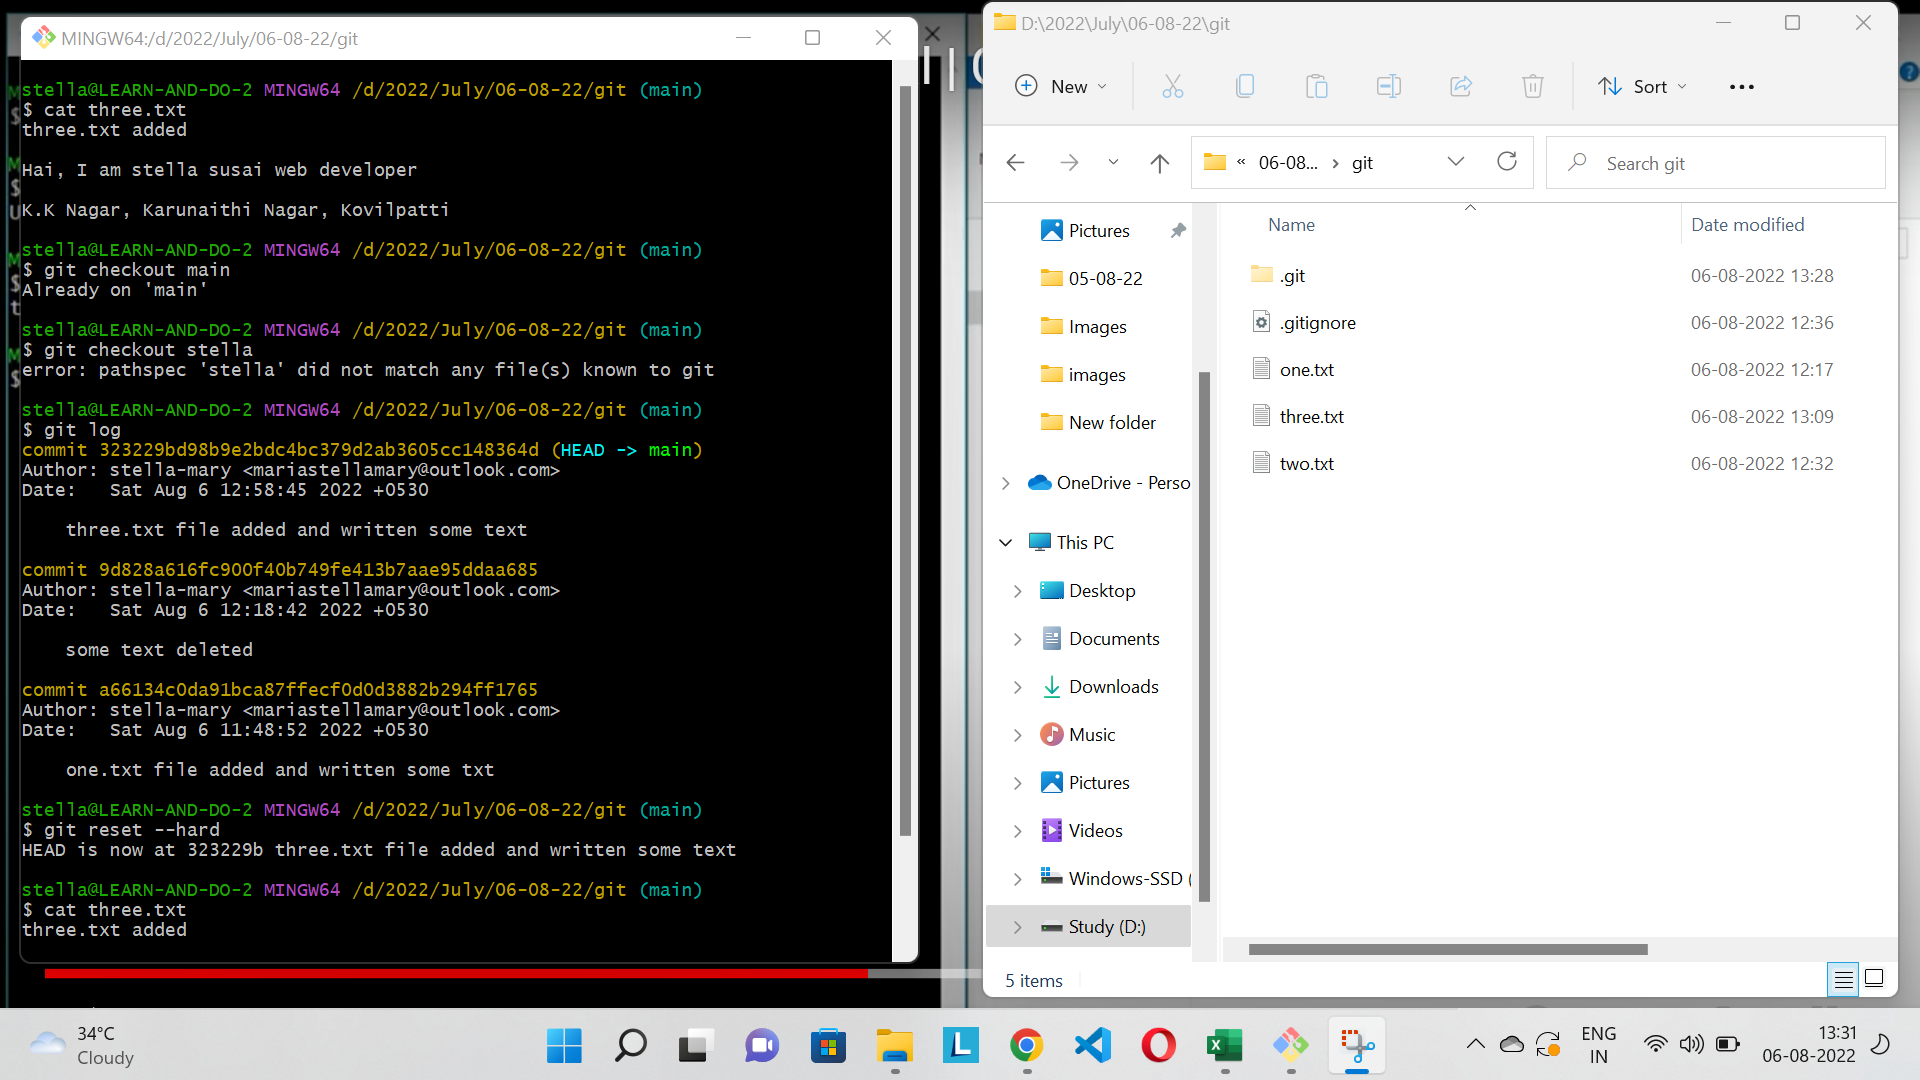 MINGW64:/d/2022/July/06-08-22/git
stella@LEARN-AND-DO-2 MINGW64 /d/2022/July/06-08-22/git (main)
$ cat three.txt
three.txt added
Hai, I am stella susai web developer
K.K Nagar, Karunaithi Nagar, Kovilpatti
stella@LEARN-AND-DO-2 MINGW64 /d/2022/July/06-08-22/git (main)
$ git checkout main
Already on 'main'
stella@LEARN-AND-DO-2 MINGW64 /d/2022/July/06-08-22/git (main)
$ git checkout stella
error: pathspec 'stella' did not match any file(s) known to git
stella@LEARN-AND-DO-2 MINGW64 /d/2022/July/06-08-22/git (main)
$ git log
commit 323229bd98b9e2bdc4bc379d2ab3605cc148364d (HEAD -> main)
Author: stella-mary <mariastellamary@outlook.com>
Date:   Sat Aug 6 12:58:45 2022 +0530
three.txt file added and written some text
commit 9d828a616fc900f40b749fe413b7aae95ddaa685
Author: stella-mary <mariastellamary@outlook.com>
Date:   Sat Aug 6 12:18:42 2022 +0530
some text deleted
commit a66134c0da91bca87ffecf0d0d3882b294ff1765
Author: stella-mary <mariastellamary@outlook.com>
Date:   Sat Aug 6 11:48:52 2022 +0530
one.txt file added and written some txt
stella@LEARN-AND-DO-2 MINGW64 /d/2022/July/06-08-22/git (main)
$ git reset --hard
HEAD is now at 323229b three.txt file added and written some text
stella@LEARN-AND-DO-2 MINGW64 /d/2022/July/06-08-22/git (main)
$ cat three.txt
three.txt added
D:\2022\July\06-08-22\git
New
Sort
« 06-08... › git
Search git
Pictures
05-08-22
Images
images
New folder
OneDrive - Perso
This PC
Desktop
Documents
Downloads
Music
Pictures
Videos
Windows-SSD (
Study (D:)
Name Date modified
.git 06-08-2022 13:28
.gitignore 06-08-2022 12:36
one.txt 06-08-2022 12:17
three.txt 06-08-2022 13:09
two.txt 06-08-2022 12:32
5 items
34°C
Cloudy
ENG
IN
13:31
06-08-2022